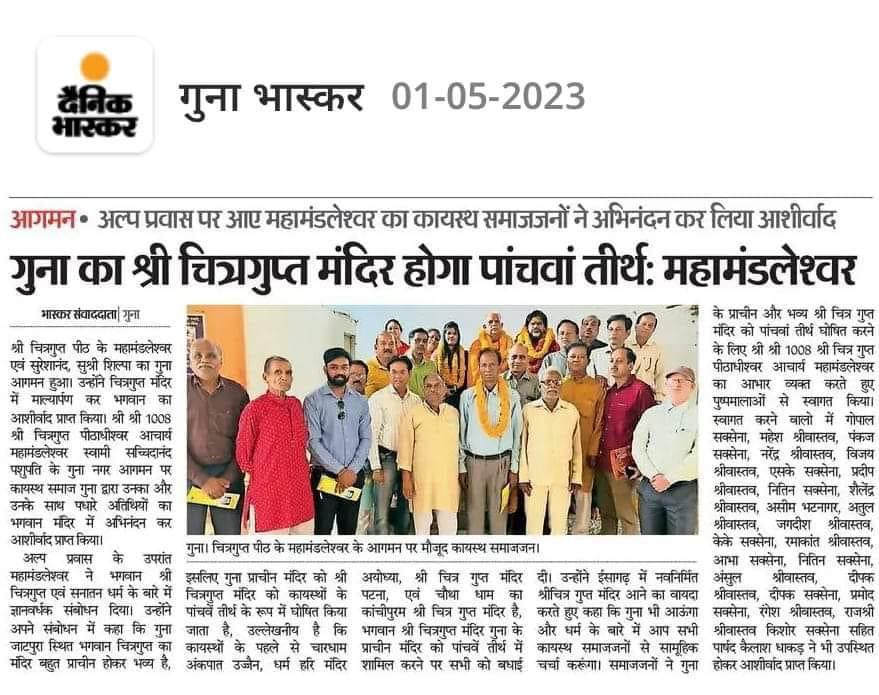 दैनिक
भास्कर
गुना भास्कर 01-05-2023
आगमन • अल्प प्रवास पर आए महामंडलेश्वर का कायस्थ समाजजनों ने अभिनंदन कर लिया आशीर्वाद
गुना का श्री चित्रगुप्त मंदिर होगा पांचवां तीर्थ: महामंडलेश्वर
भास्कर संवाददाता| गुना
श्री चित्रगुप्त पीठ के महामंडलेश्वर
एवं सुरेशानंद, सुश्री शिल्पा का गुना
आगमन हुआ। उन्होंने चित्रगुप्त मंदिर
में माल्यार्पण कर भगवान का
आशीर्वाद प्राप्त किया। श्री श्री 1008
श्री चित्रगुप्त पीठाधीश्वर आचार्य
महामंडलेश्वर स्वामी सच्चिदानंद
पशुपति के गुना नगर आगमन पर
कायस्थ समाज गुना द्वारा उनका और
उनके साथ पधारे अतिथियों का
भगवान मंदिर में अभिनंदन कर
आशीर्वाद प्राप्त किया।
अल्प प्रवास के उपरांत
महामंडलेश्वर ने भगवान श्री
चित्रगुप्त एवं सनातन धर्म के बारे में
ज्ञानवर्धक संबोधन दिया। उन्होंने
अपने संबोधन में कहा कि गुना
जाटपुरा स्थित भगवान चित्रगुप्त का
मंदिर बहुत प्राचीन होकर भव्य है,
गुना। चित्रगुप्त पीठ के महामंडलेश्वर के आगमन पर मौजूद कायस्थ समाजजन।
इसलिए गुना प्राचीन मंदिर को श्री
चित्रगुप्त मंदिर को कायस्थों के
पांचवें तीर्थ के रूप में घोषित किया
जाता है, उल्लेखनीय है कि
कायस्थों के पहले से चारधाम
अंकपात उज्जैन, धर्म हरि मंदिर
अयोध्या, श्री चित्र गुप्त मंदिर
पटना, एवं चौथा धाम का
कांचीपुरम श्री चित्र गुप्त मंदिर है,
भगवान श्री चित्रगुप्त मंदिर गुना के
प्राचीन मंदिर को पांचवें तीर्थ में
शामिल करने पर सभी को बधाई
दी। उन्होंने ईसागढ़ में नवनिर्मित
श्रीचित्र गुप्त मंदिर आने का वायदा
करते हुए कहा कि गुना भी आऊंगा
और धर्म के बारे में आप सभी
कायस्थ समाजजनों से सामूहिक
चर्चा करूंगा। समाजजनों ने गुना
के प्राचीन और भव्य श्री चित्र गुप्त
मंदिर को पांचवां तीर्थ घोषित करने
के लिए श्री श्री 1008 श्री चित्र गुप्त
पीठाधीश्वर आचार्य महामंडलेश्वर
का आभार व्यक्त करते हुए
पुष्पमालाओं से स्वागत किया।
स्वागत करने वालो में गोपाल
सक्सेना, महेश श्रीवास्तव, पंकज
सक्सेना, नरेंद्र श्रीवास्तव, विजय
श्रीवास्तव, एसके सक्सेना, प्रदीप
श्रीवास्तव, नितिन सक्सेना, शैलेंद्र
श्रीवास्तव, असीम भटनागर, अतुल
श्रीवास्तव, जगदीश श्रीवास्तव,
केके सक्सेना, रमाकांत श्रीवास्तव,
आभा सक्सेना, नितिन सक्सेना,
अंसुल श्रीवास्तव, दीपक
श्रीवास्तव, दीपक सक्सेना, प्रमोद
सक्सेना, रंगेश श्रीवास्तव, राजश्री
श्रीवास्तव किशोर सक्सेना सहित
पार्षद कैलाश धाकड़ ने भी उपस्थित
होकर आशीर्वाद प्राप्त किया।